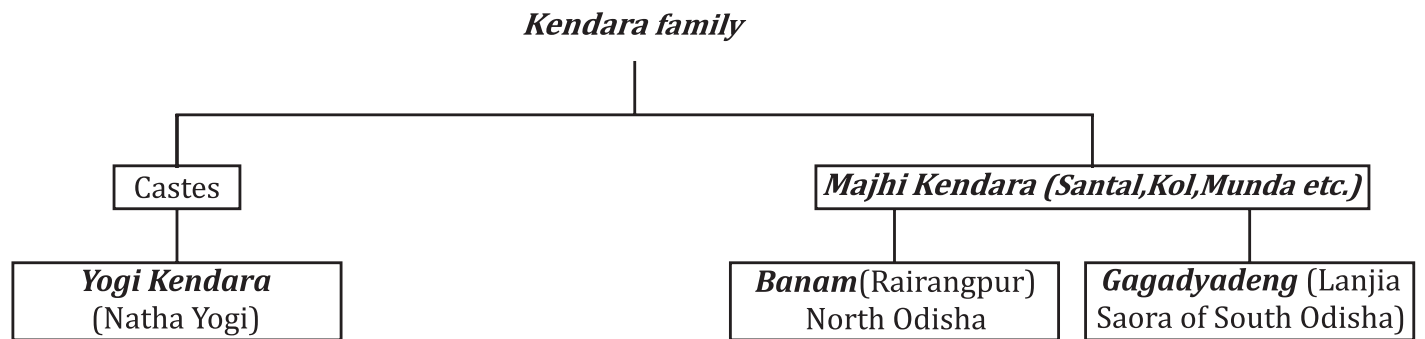 Kendara family
Castes
Majhi Kendara (Santal,Kol,Munda etc.)
Yogi Kendara
(Natha Yogi)
Banam(Rairangpur)
North Odisha
Gagadyadeng (Lanjia
Saora of South Odisha)